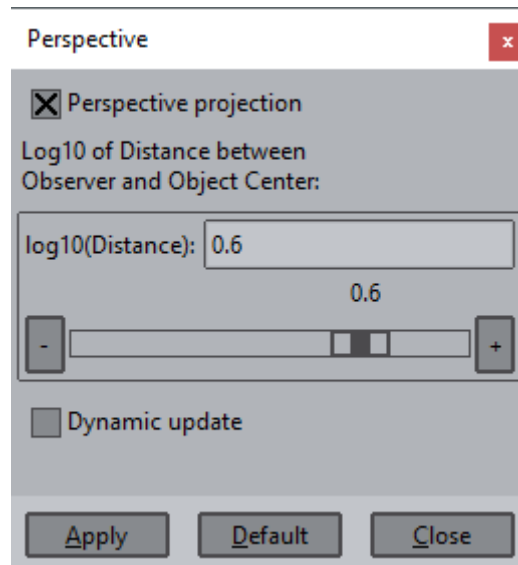 Perspective
x
Perspective projection
Log10 of Distance between
Observer and Object Center:
log10(Distance): 0.6
0.6
- +
Dynamic update
Apply Default Close